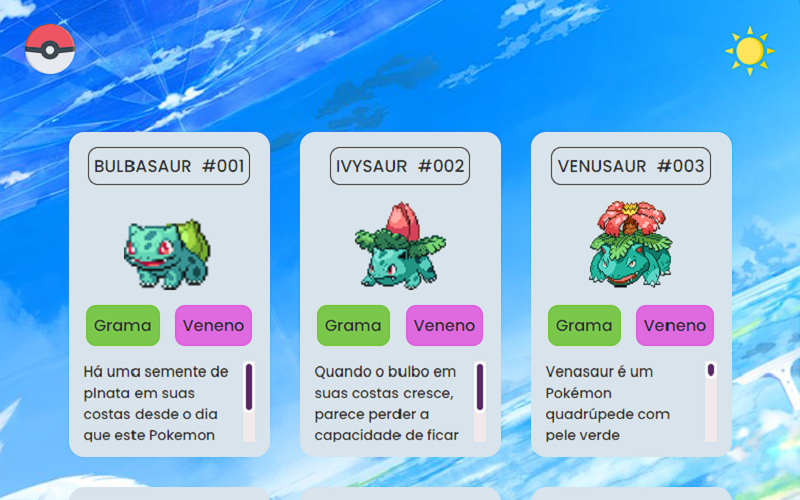 BULBASAUR #001
IVYSAUR #002
VENUSAUR #003
Grama
Veneno
Grama
Veneno
Grama
Veneno
Há uma semente de
plnata em suas
costas desde o dia
que este Pokemon
Quando o bulbo em
suas costas cresce,
parece perder a
capacidade de ficar
Venasaur é um
Pokémon
quadrúpede com
pele verde